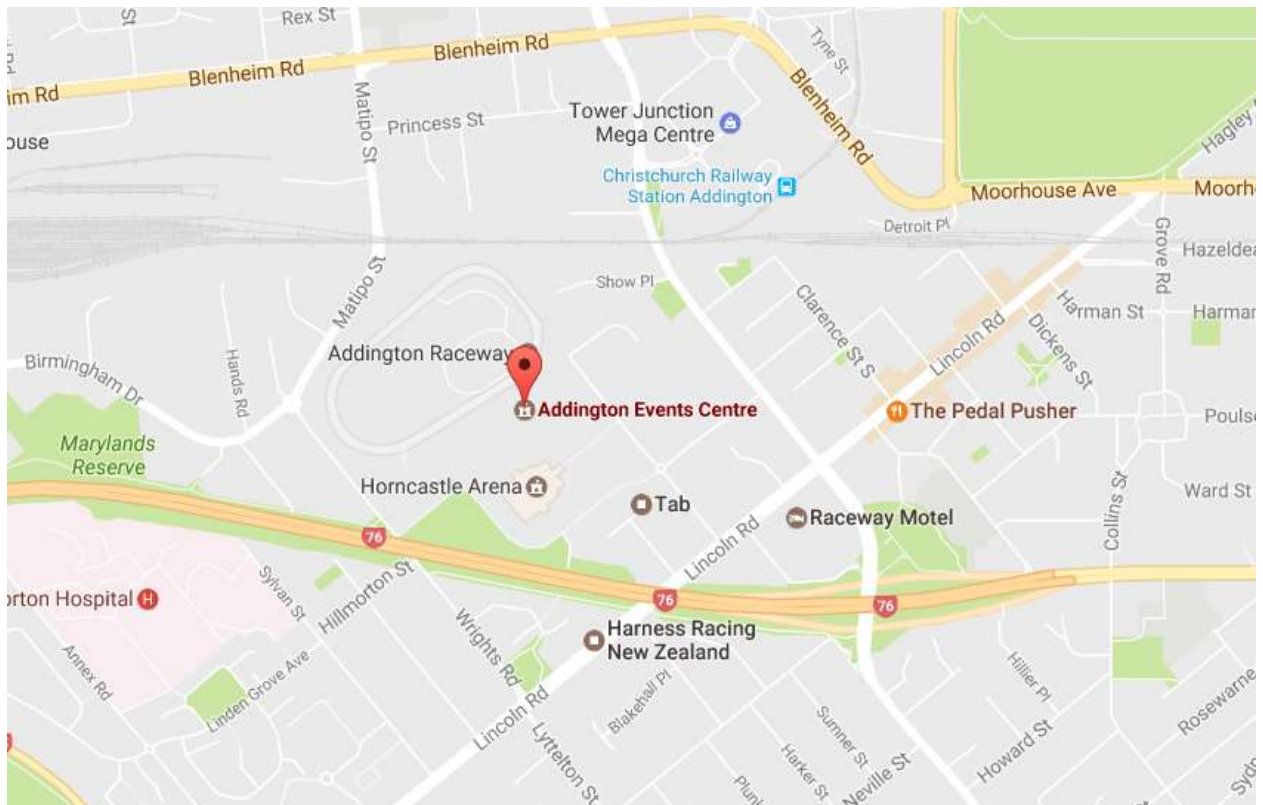 St
Rex St
Blenheim Rd
Tyne St
Blenheim Rd
im Rd
Matipo St
Princess St
Tower Junction
Mega Centre
Blenheim Rd
Hagley
ouse
Christchurch Railway
Station Addington
Moorhouse Ave
Moorh
Detroit Pl
Grove Rd
Hazeldea
Matipo St
Show Pl
Clarence St S
Harman St
Harman
Lincoln Rd
Dickens St
Addington Raceway
Birmingham Dr
Hands Rd
Addington Events Centre
The Pedal Pusher
Poulso
Marylands
Reserve
Horncastle Arena
Tab
Raceway Motel
Collins St
Ward St
76
Lincoln Rd
Sylvan St
Hillmorton St
76
76
orton Hospital
H
Harness Racing
New Zealand
Wrights Rd
Annex Rd
Linden Grove Ave
Blakehall Pl
Hillier Pl
Rosewarne
Lincoln Rd
Lyttelton St
Sumner St
Harker St
Neville St
Howard St
Plunk
Sydn